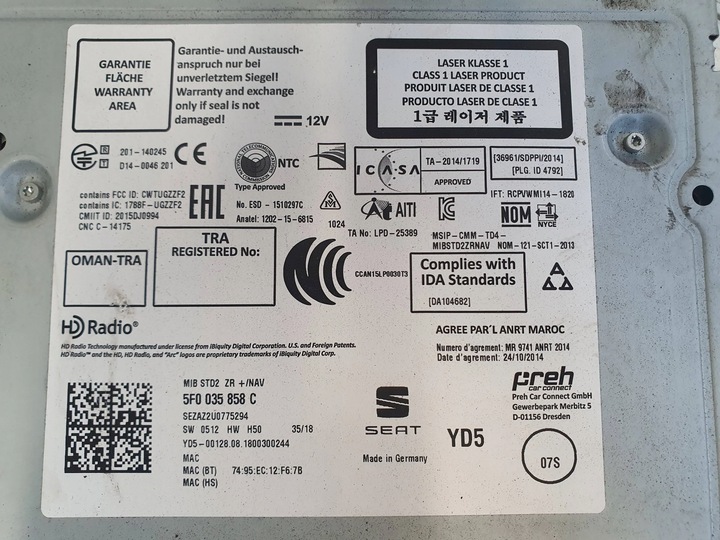 GARANTIE
FLÄCHE
WARRANTY
AREA
Garantie- und Austausch-
anspruch nur bei
unverletztem Siegel!
Warranty and exchange
only if seal is not
damaged!
12V
LASER KLASSE 1
CLASS 1 LASER PRODUCT
PRODUIT LASER DE CLASSE 1
PRODUCTO LASER DE CLASE 1
1급 레이저 제품
201-140245
D14-0046 201
CE
NTC
Type Approved
No. ESD - 1510297C
Anatel: 1202-15-6815
ICASA
TA-2014/1719
APPROVED
[36961/SDPPI/2014]
[PLG. ID 4792]
IFT: RCPVWMI14-1820
contains FCC ID: CWTUGZZF2
contains IC: 1788F-UGZZF2
CMIIT ID: 2015DJ0994
CNC C-14175
EAC
1024
AITI
TA No: LPD-25389
NOM
NYCE
MSIP-CMM-TD4-
MIBSTD2ZRNAV
NOM-121-SCT1-2013
OMAN-TRA
TRA
REGISTERED No:
CCAN15LP0030T3
Complies with
IDA Standards
[DA104682]
HD Radio®
HD Radio Technology manufactured under license from iBiquity Digital Corporation. U.S. and Foreign Patents.
HD Radio™ and the HD, HD Radio, and "Arc" logos are proprietary trademarks of iBiquity Digital Corp.
AGREE PAR'L ANRT MAROC
Numero d'agrement: MR 9741 ANRT 2014
Date d'agrément: 24/10/2014
MIB STD2 ZR +/NAV
5F0 035 858 C
SEZAZ2U0775294
SW 0512 HW H50 35/18
YD5-00128.08.1800300244
MAC
MAC (BT) 74:95:EC:12:F6:7B
MAC (HS)
SEAT
Made in Germany
YD5
preh
car connect
Preh Car Connect GmbH
Gewerbepark Merbitz 5
D-01156 Dresden
07S